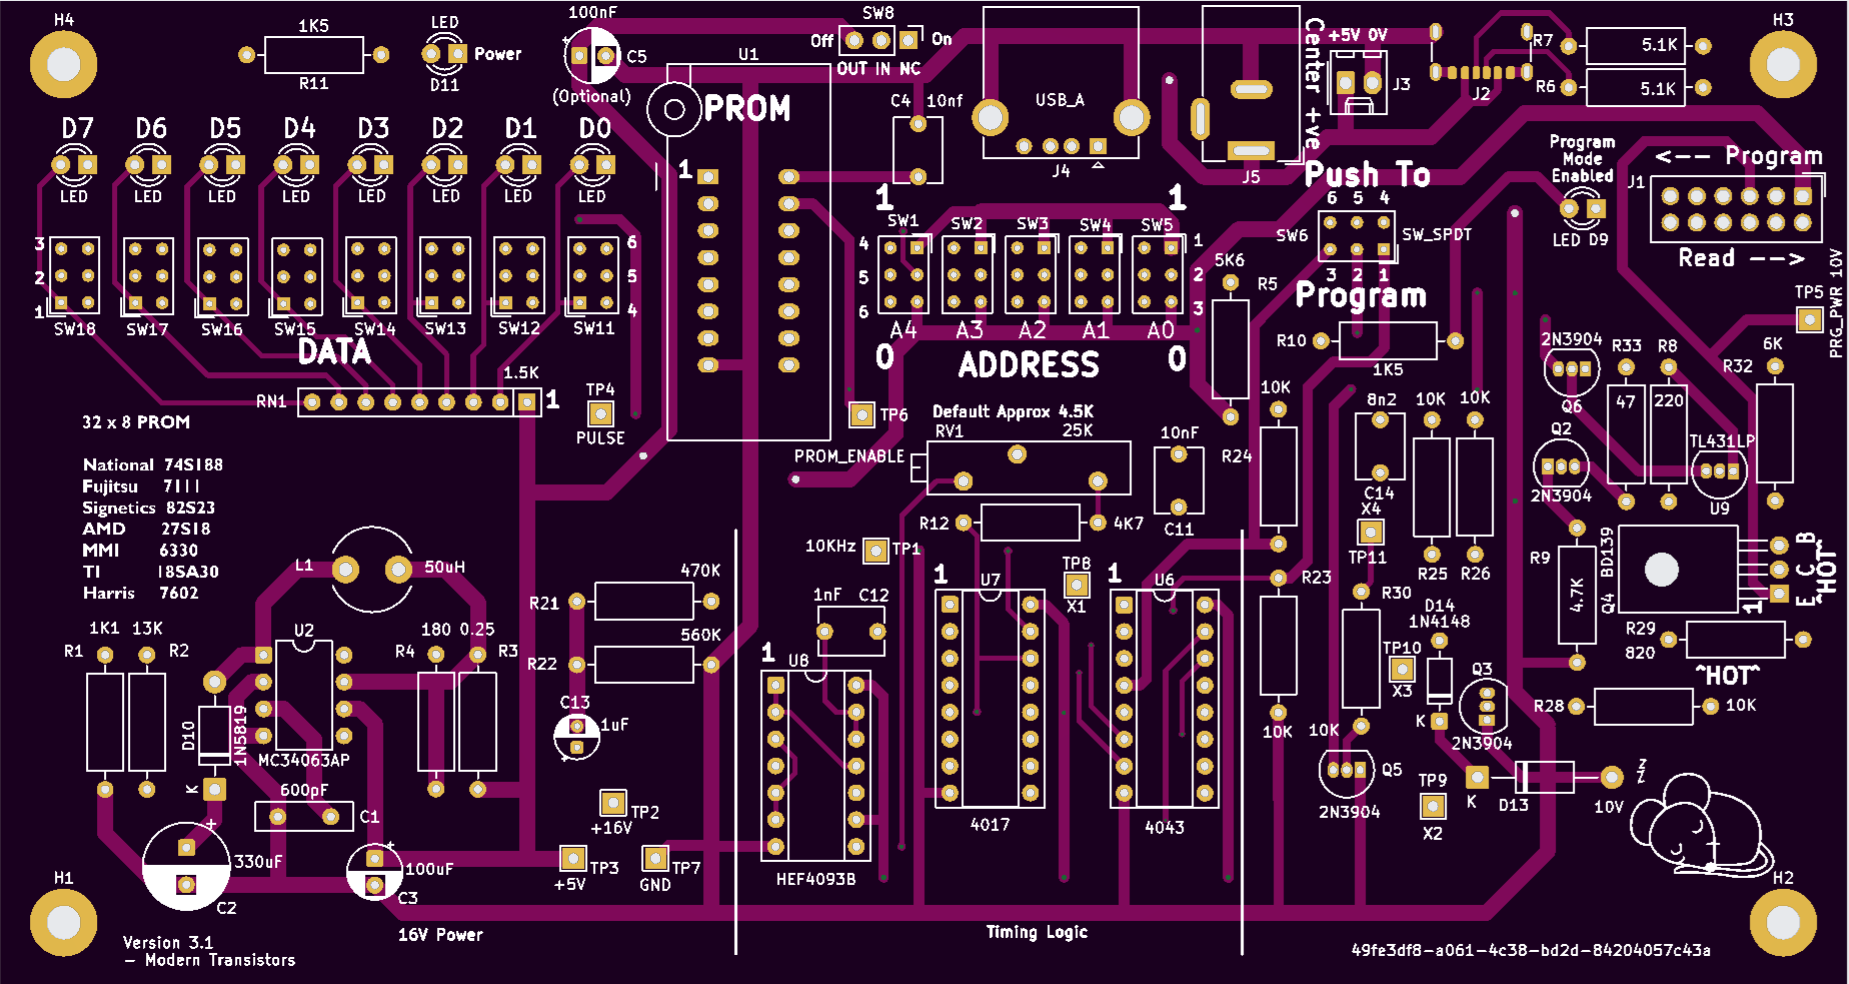 H4
1K5
R11
LED
Power
D11
100nF
+
C5
(Optional)
U1
PROM
1
SW8
Off
On
OUT IN NC
C4
10nf
USB_A
J4
Center +ve
J5
+5V 0V
J3
J2
R7
5.1K
R6
5.1K
H3
D7 D6 D5 D4 D3 D2 D1 D0
LED LED LED LED LED LED LED LED
3
2
1
6
5
4
SW18 SW17 SW16 SW15 SW14 SW13 SW12 SW11
DATA
1.5K
RN1
1
1
1
SW1 SW2 SW3 SW4 SW5
4
5
6
1
2
3
A4 A3 A2 A1 A0
0
0
ADDRESS
Push To
6 5 4
SW6
SW_SPDT
3 2 1
Program
Program
Mode
Enabled
LED D9
<-- Program
J1
Read -->
TP5
PRG_PWR 10V
5K6
R5
R10
1K5
2N3904
Q6
R33
47
R8
220
R32
6K
TL431LP
U9
Q2
2N3904
32 x 8 PROM
National 74S188
Fujitsu 7111
Signetics 82S23
AMD 27S18
MMI 6330
TI 18SA30
Harris 7602
TP4
PULSE
TP6
Default Approx 4.5K
RV1
25K
PROM_ENABLE
10nF
C11
R24
10K
8n2
C14
X4
TP11
10K
R25
10K
R26
R12
4K7
10KHz
TP1
TP8
X1
R9
4.7K
Q4 BD139
B
C
E
1
^HOT^
L1
50uH
1K1
R1
13K
R2
U2
MC34063AP
D10
1N5819
K
180
R4
0.25
R3
470K
R21
560K
R22
C13
1uF
+
1nF
C12
1
U8
HEF4093B
1
U7
4017
1
U6
4043
R23
10K
R30
10K
D14
1N4148
K
TP10
X3
Q3
2N3904
R29
820
^HOT^
R28
10K
Q5
2N3904
TP9
X2
K
D13
10V
ZZ
600pF
C1
+
330uF
C2
+
100uF
C3
TP2
+16V
TP3
+5V
TP7
GND
H1
H2
Version 3.1
- Modern Transistors
16V Power
Timing Logic
49fe3df8-a061-4c38-bd2d-84204057c43a